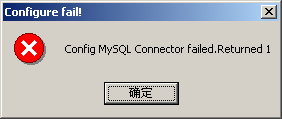 Configure fail!
Config MySQL Connector failed.Returned 1
确定